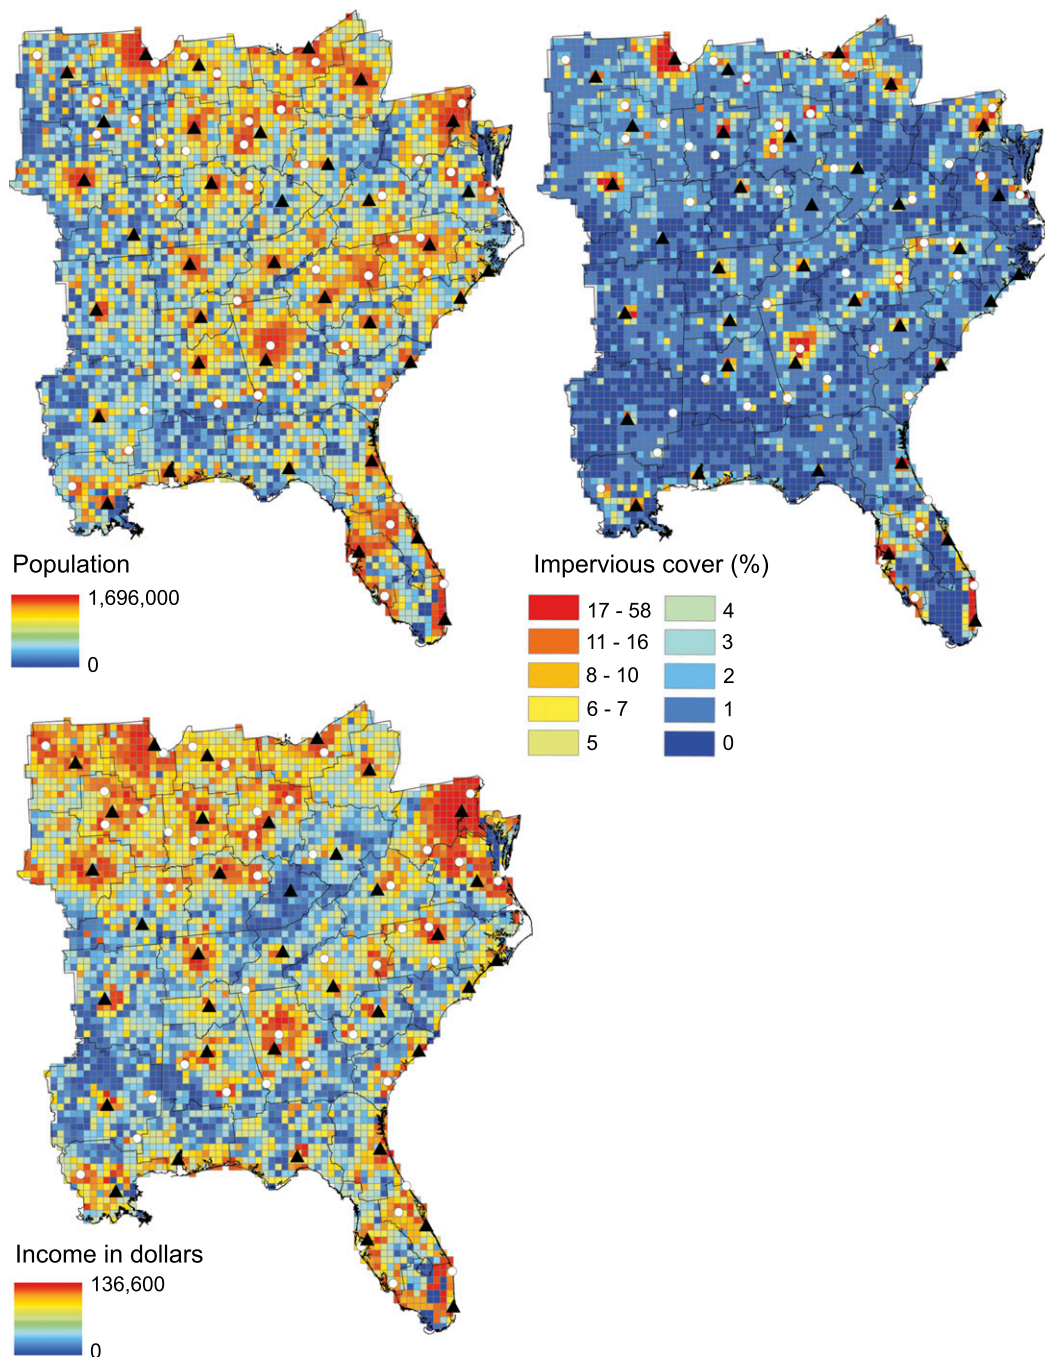 Population
1,696,000
0
Impervious cover (%)
17 - 58
4
11 - 16
3
8 - 10
2
6 - 7
1
5
0
Income in dollars
136,600
0